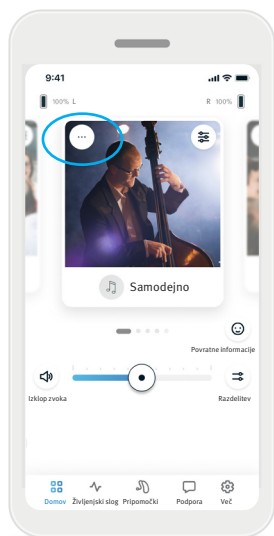 9:41
100% L
R 100%
Samodejno
Povratne informacije
Izklop zvoka
Razdelitev
Domov
Življenjski slog
Pripomočki
Podpora
Več